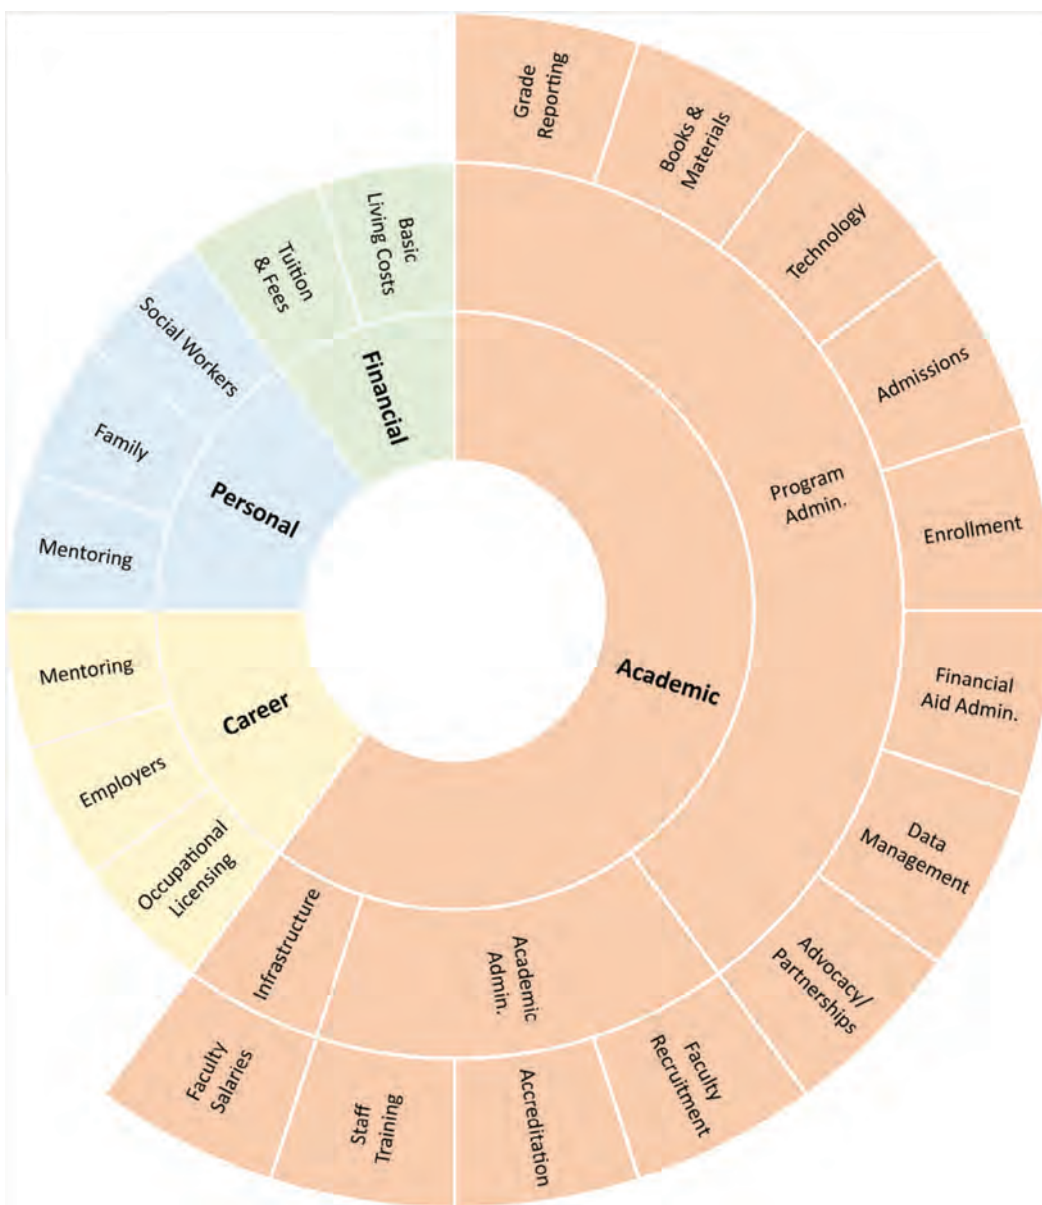 Grade
Reporting
Books &
Materials
Technology
Admissions
Enrollment
Financial
Aid Admin.
Data
Management
Advocacy/
Partnerships
Faculty
Recruitment
Accreditation
Staff
Training
Faculty
Salaries
Program
Admin.
Academic
Admin.
Infrastructure
Academic
Career
Occupational
Licensing
Employers
Mentoring
Personal
Mentoring
Family
Social Workers
Financial
Tuition
& Fees
Basic
Living Costs